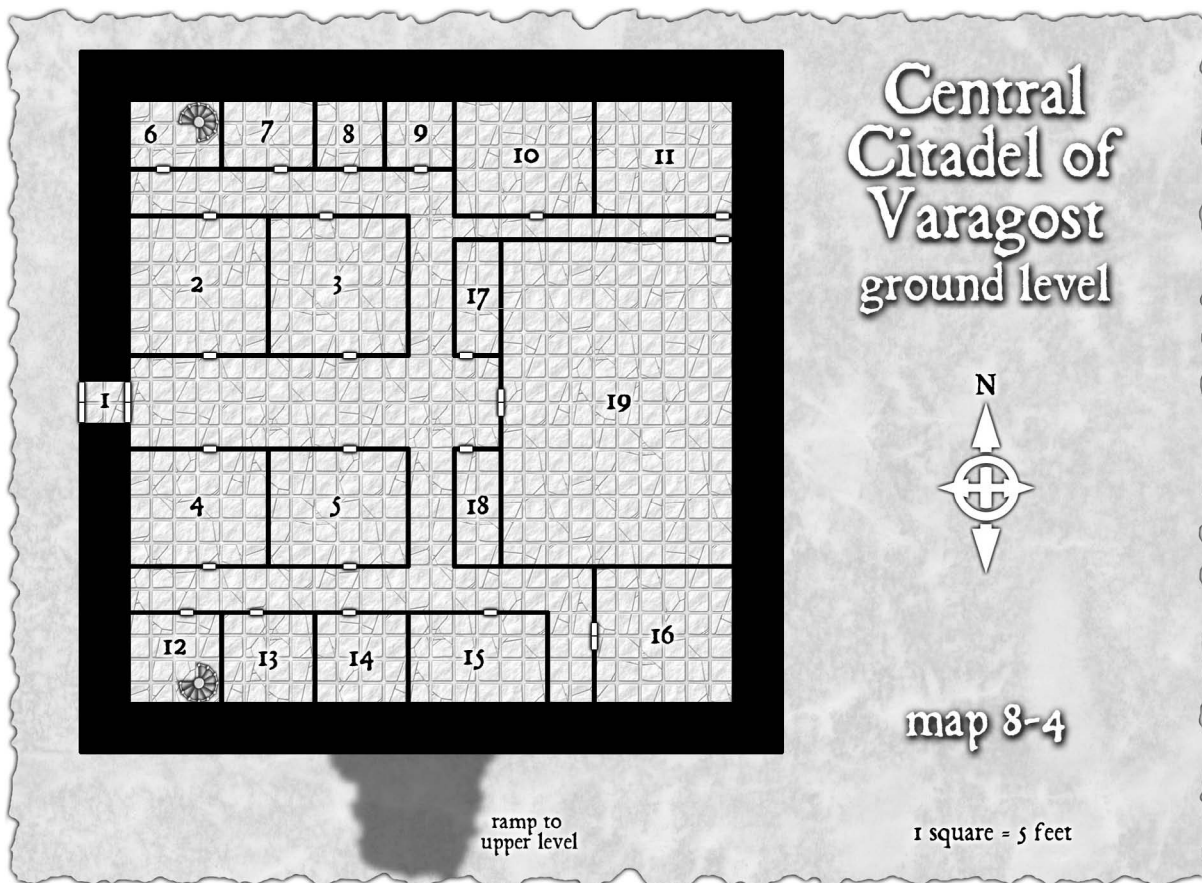 Central
Citadel of
Varagost
ground level
6
7
8
9
10
11
2
3
17
1
19
4
5
18
12
13
14
15
16
N
map 8-4
ramp to
upper level
1 square = 5 feet